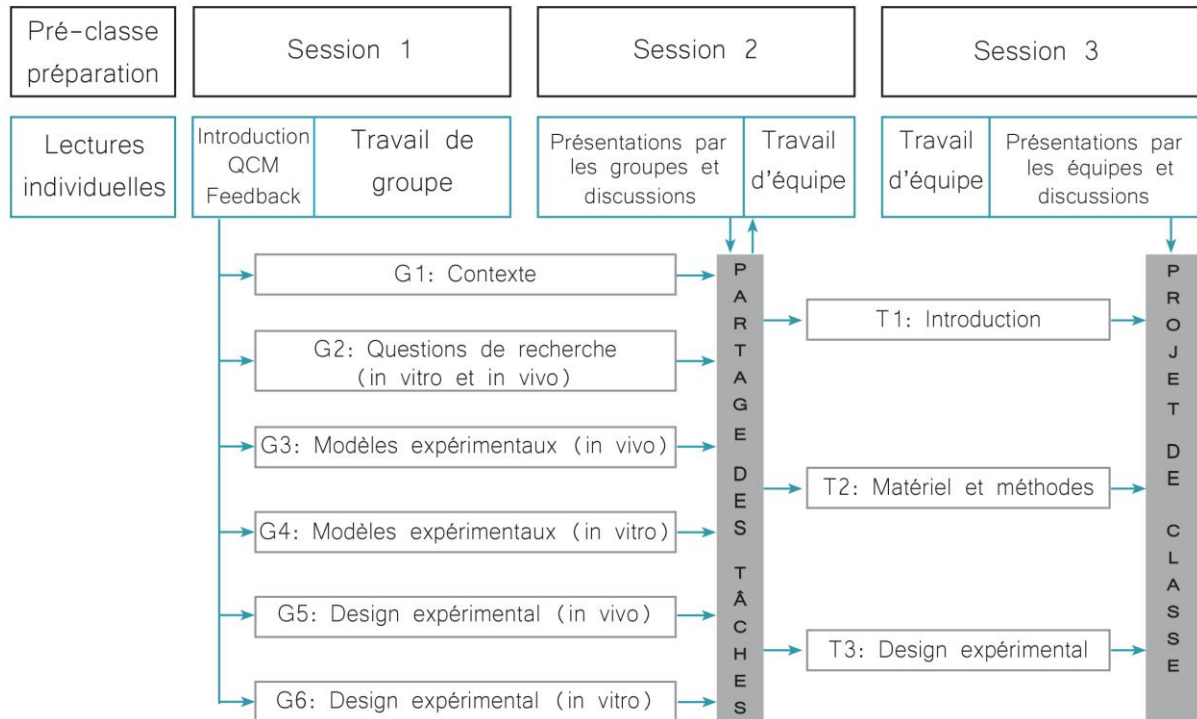 Pré-classe
préparation
Session 1
Session 2
Session 3
Lectures
individuelles
Introduction
QCM
Feedback
Travail de
groupe
Présentations par
les groupes et
discussions
Travail
d'équipe
Travail
d'équipe
Présentations par
les équipes et
discussions
G1: Contexte
G2: Questions de recherche
(in vitro et in vivo)
G3: Modèles expérimentaux (in vivo)
G4: Modèles expérimentaux (in vitro)
G5: Design expérimental (in vivo)
G6: Design expérimental (in vitro)
PARTAGE DES TÂCHES
T1: Introduction
T2: Matériel et méthodes
T3: Design expérimental
PROJET DE CLASSE